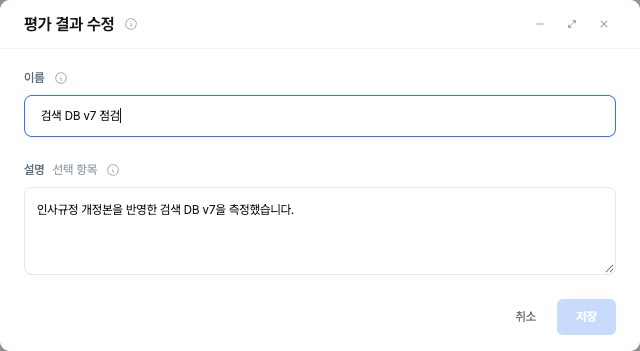 평가 결과 수정
이름
검색 DB v7 점검
설명 선택 항목
인사규정 개정본을 반영한 검색 DB v7을 측정했습니다.
취소 저장